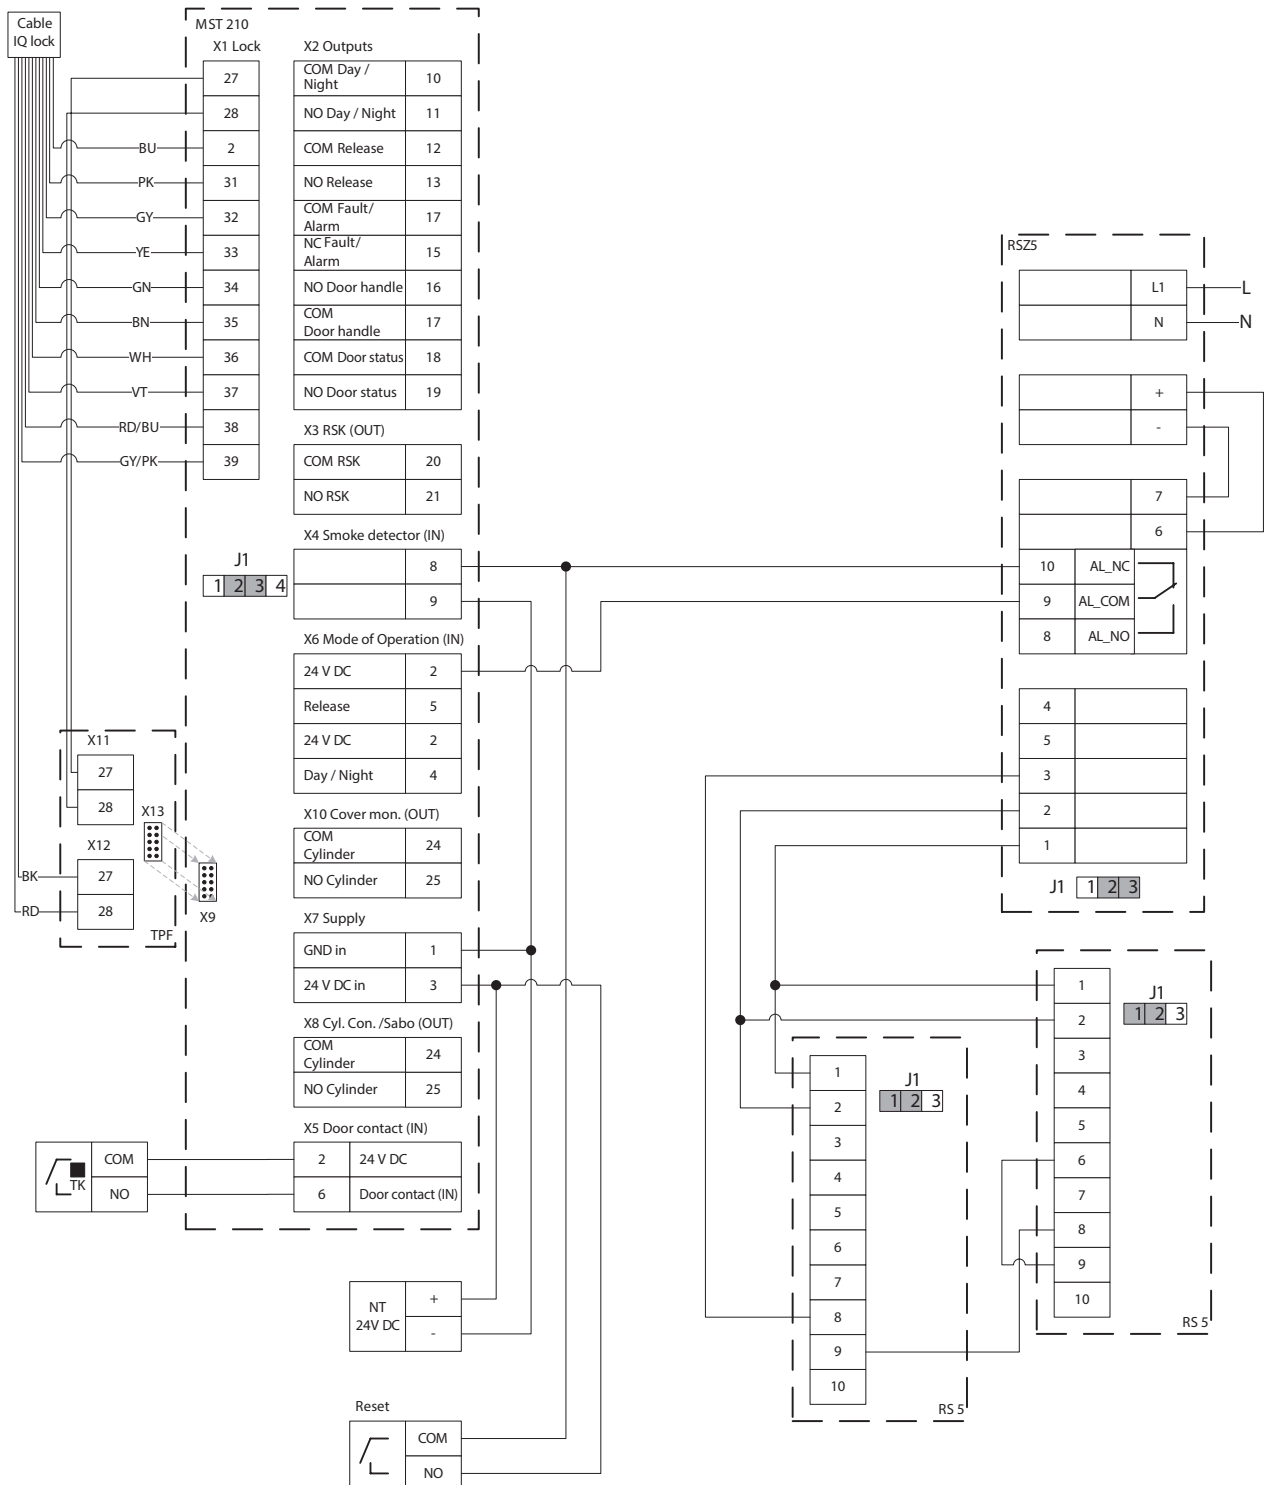 Cable
IQ lock
MST 210
X1 Lock
27
28
BU 2
PK 31
GY 32
YE 33
GN 34
BN 35
WH 36
VT 37
RD/BU 38
GY/PK 39
X2 Outputs
COM Day /
Night 10
NO Day / Night 11
COM Release 12
NO Release 13
COM Fault/
Alarm 17
NC Fault/
Alarm 15
NO Door handle 16
COM
Door handle 17
COM Door status 18
NO Door status 19
X3 RSK (OUT)
COM RSK 20
NO RSK 21
X4 Smoke detector (IN)
8
9
J1
1 2 3 4
X6 Mode of Operation (IN)
24 V DC 2
Release 5
24 V DC 2
Day / Night 4
X10 Cover mon. (OUT)
COM
Cylinder 24
NO Cylinder 25
X7 Supply
GND in 1
24 V DC in 3
X8 Cyl. Con. /Sabo (OUT)
COM
Cylinder 24
NO Cylinder 25
X5 Door contact (IN)
2 24 V DC
6 Door contact (IN)
X11
27
28
X13
X12
BK 27
RD 28
TPF
X9
TK
COM
NO
NT
24V DC
+
-
Reset
COM
NO
RSZ5
L1 L
N N
+
-
7
6
10 AL_NC
9 AL_COM
8 AL_NO
4
5
3
2
1
J1 1 2 3
1
2
3
4
5
6
7
8
9
10
J1
1 2 3
RS 5
1
2
3
4
5
6
7
8
9
10
J1
1 2 3
RS 5